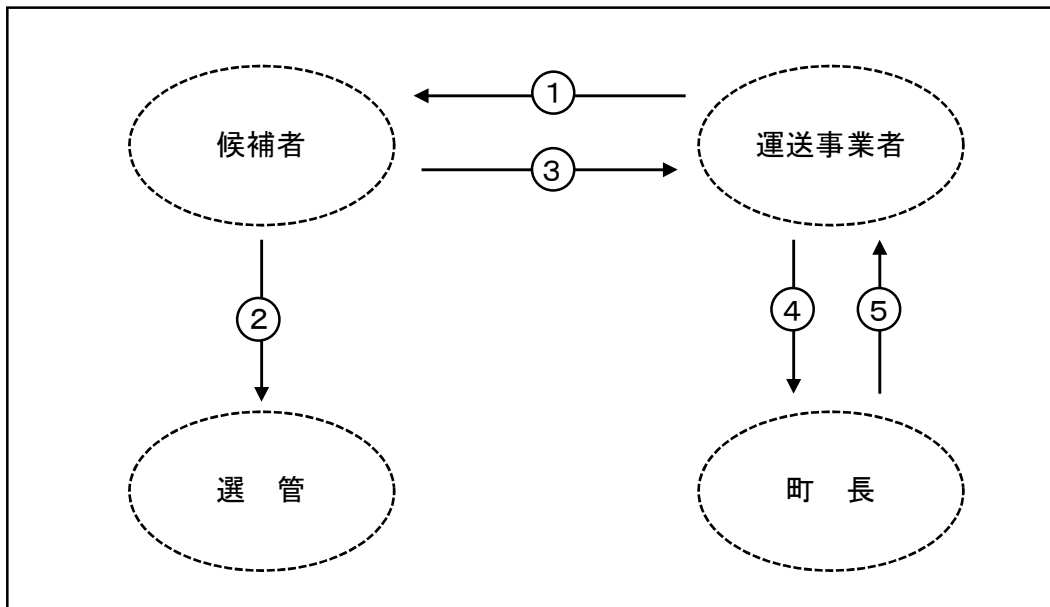 ①
候補者
運送事業者
③
②
④
⑤
選　管
町　長